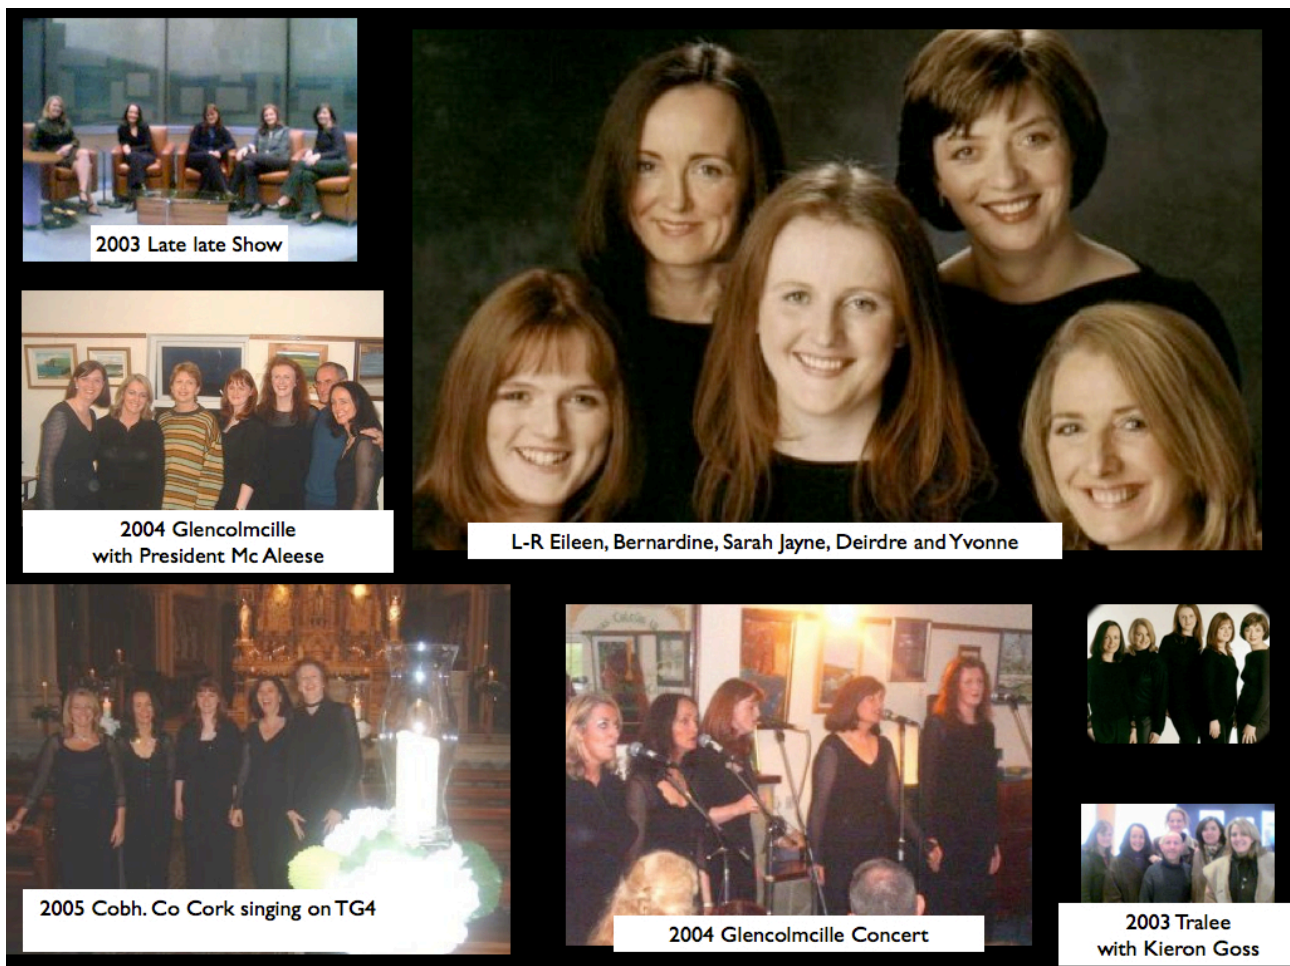 2003 Late late Show
2004 Glencolmcille
with President Mc Aleese
L-R Eileen, Bernardine, Sarah Jayne, Deirdre and Yvonne
2005 Cobh. Co Cork singing on TG4
2004 Glencolmcille Concert
2003 Tralee
with Kieron Goss